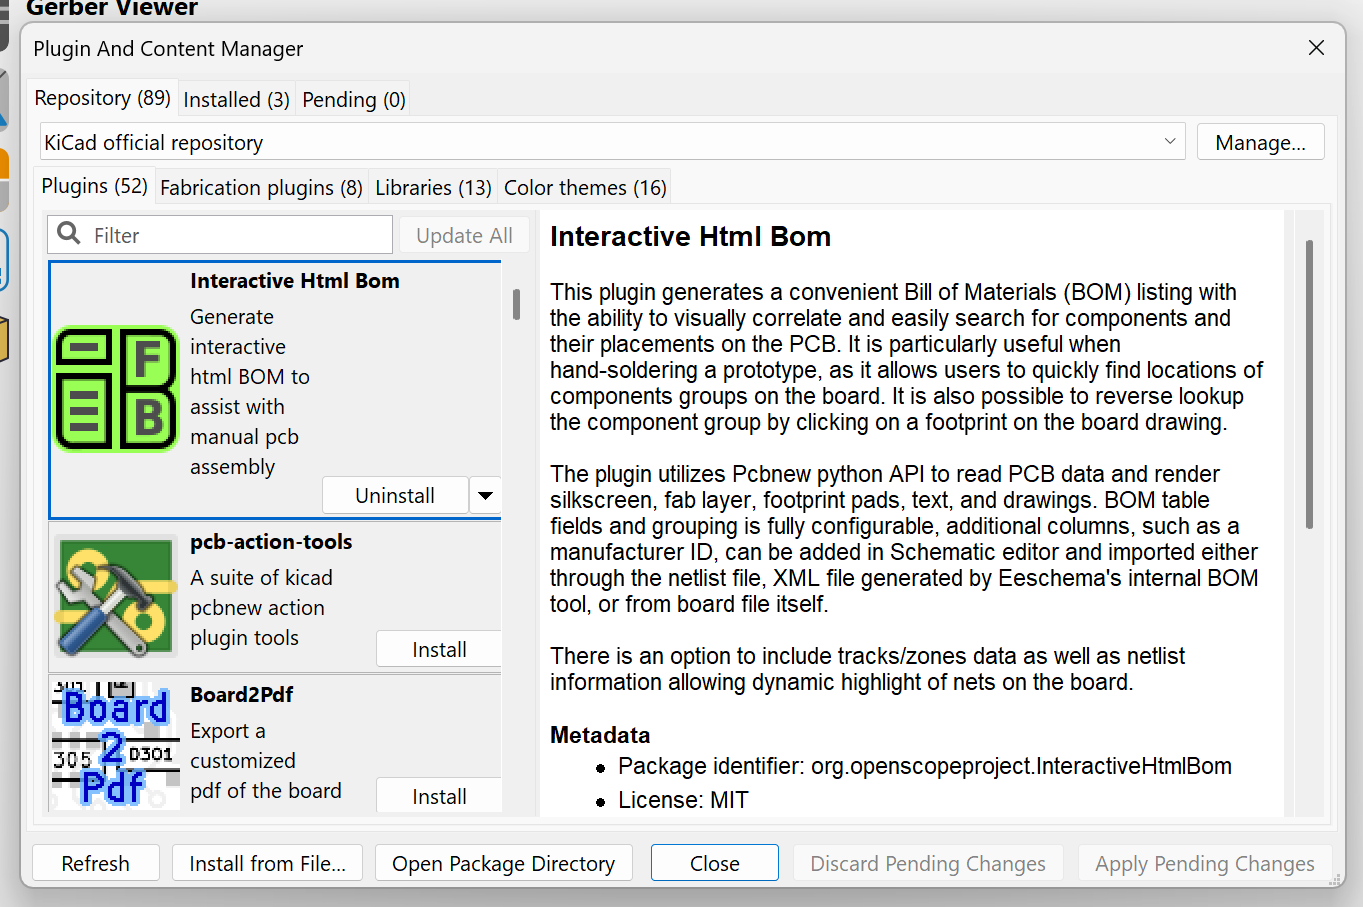 Gerber Viewer
Plugin And Content Manager
Repository (89)
Installed (3)
Pending (0)
KiCad official repository
Manage...
Plugins (52)
Fabrication plugins (8)
Libraries (13)
Color themes (16)
Filter
Update All
Interactive Html Bom
Generate
interactive
html BOM to
assist with
manual pcb
assembly
F
B
Uninstall
pcb-action-tools
A suite of kicad
pcbnew action
plugin tools
Install
Board
2
Pdf
305
D301
Board2Pdf
Export a
customized
pdf of the board
Install
Interactive Html Bom
This plugin generates a convenient Bill of Materials (BOM) listing with
the ability to visually correlate and easily search for components and
their placements on the PCB. It is particularly useful when
hand-soldering a prototype, as it allows users to quickly find locations of
components groups on the board. It is also possible to reverse lookup
the component group by clicking on a footprint on the board drawing.
The plugin utilizes Pcbnew python API to read PCB data and render
silkscreen, fab layer, footprint pads, text, and drawings. BOM table
fields and grouping is fully configurable, additional columns, such as a
manufacturer ID, can be added in Schematic editor and imported either
through the netlist file, XML file generated by Eeschema's internal BOM
tool, or from board file itself.
There is an option to include tracks/zones data as well as netlist
information allowing dynamic highlight of nets on the board.
Metadata
• Package identifier: org.openscopeproject.InteractiveHtmlBom
• License: MIT
Refresh
Install from File...
Open Package Directory
Close
Discard Pending Changes
Apply Pending Changes